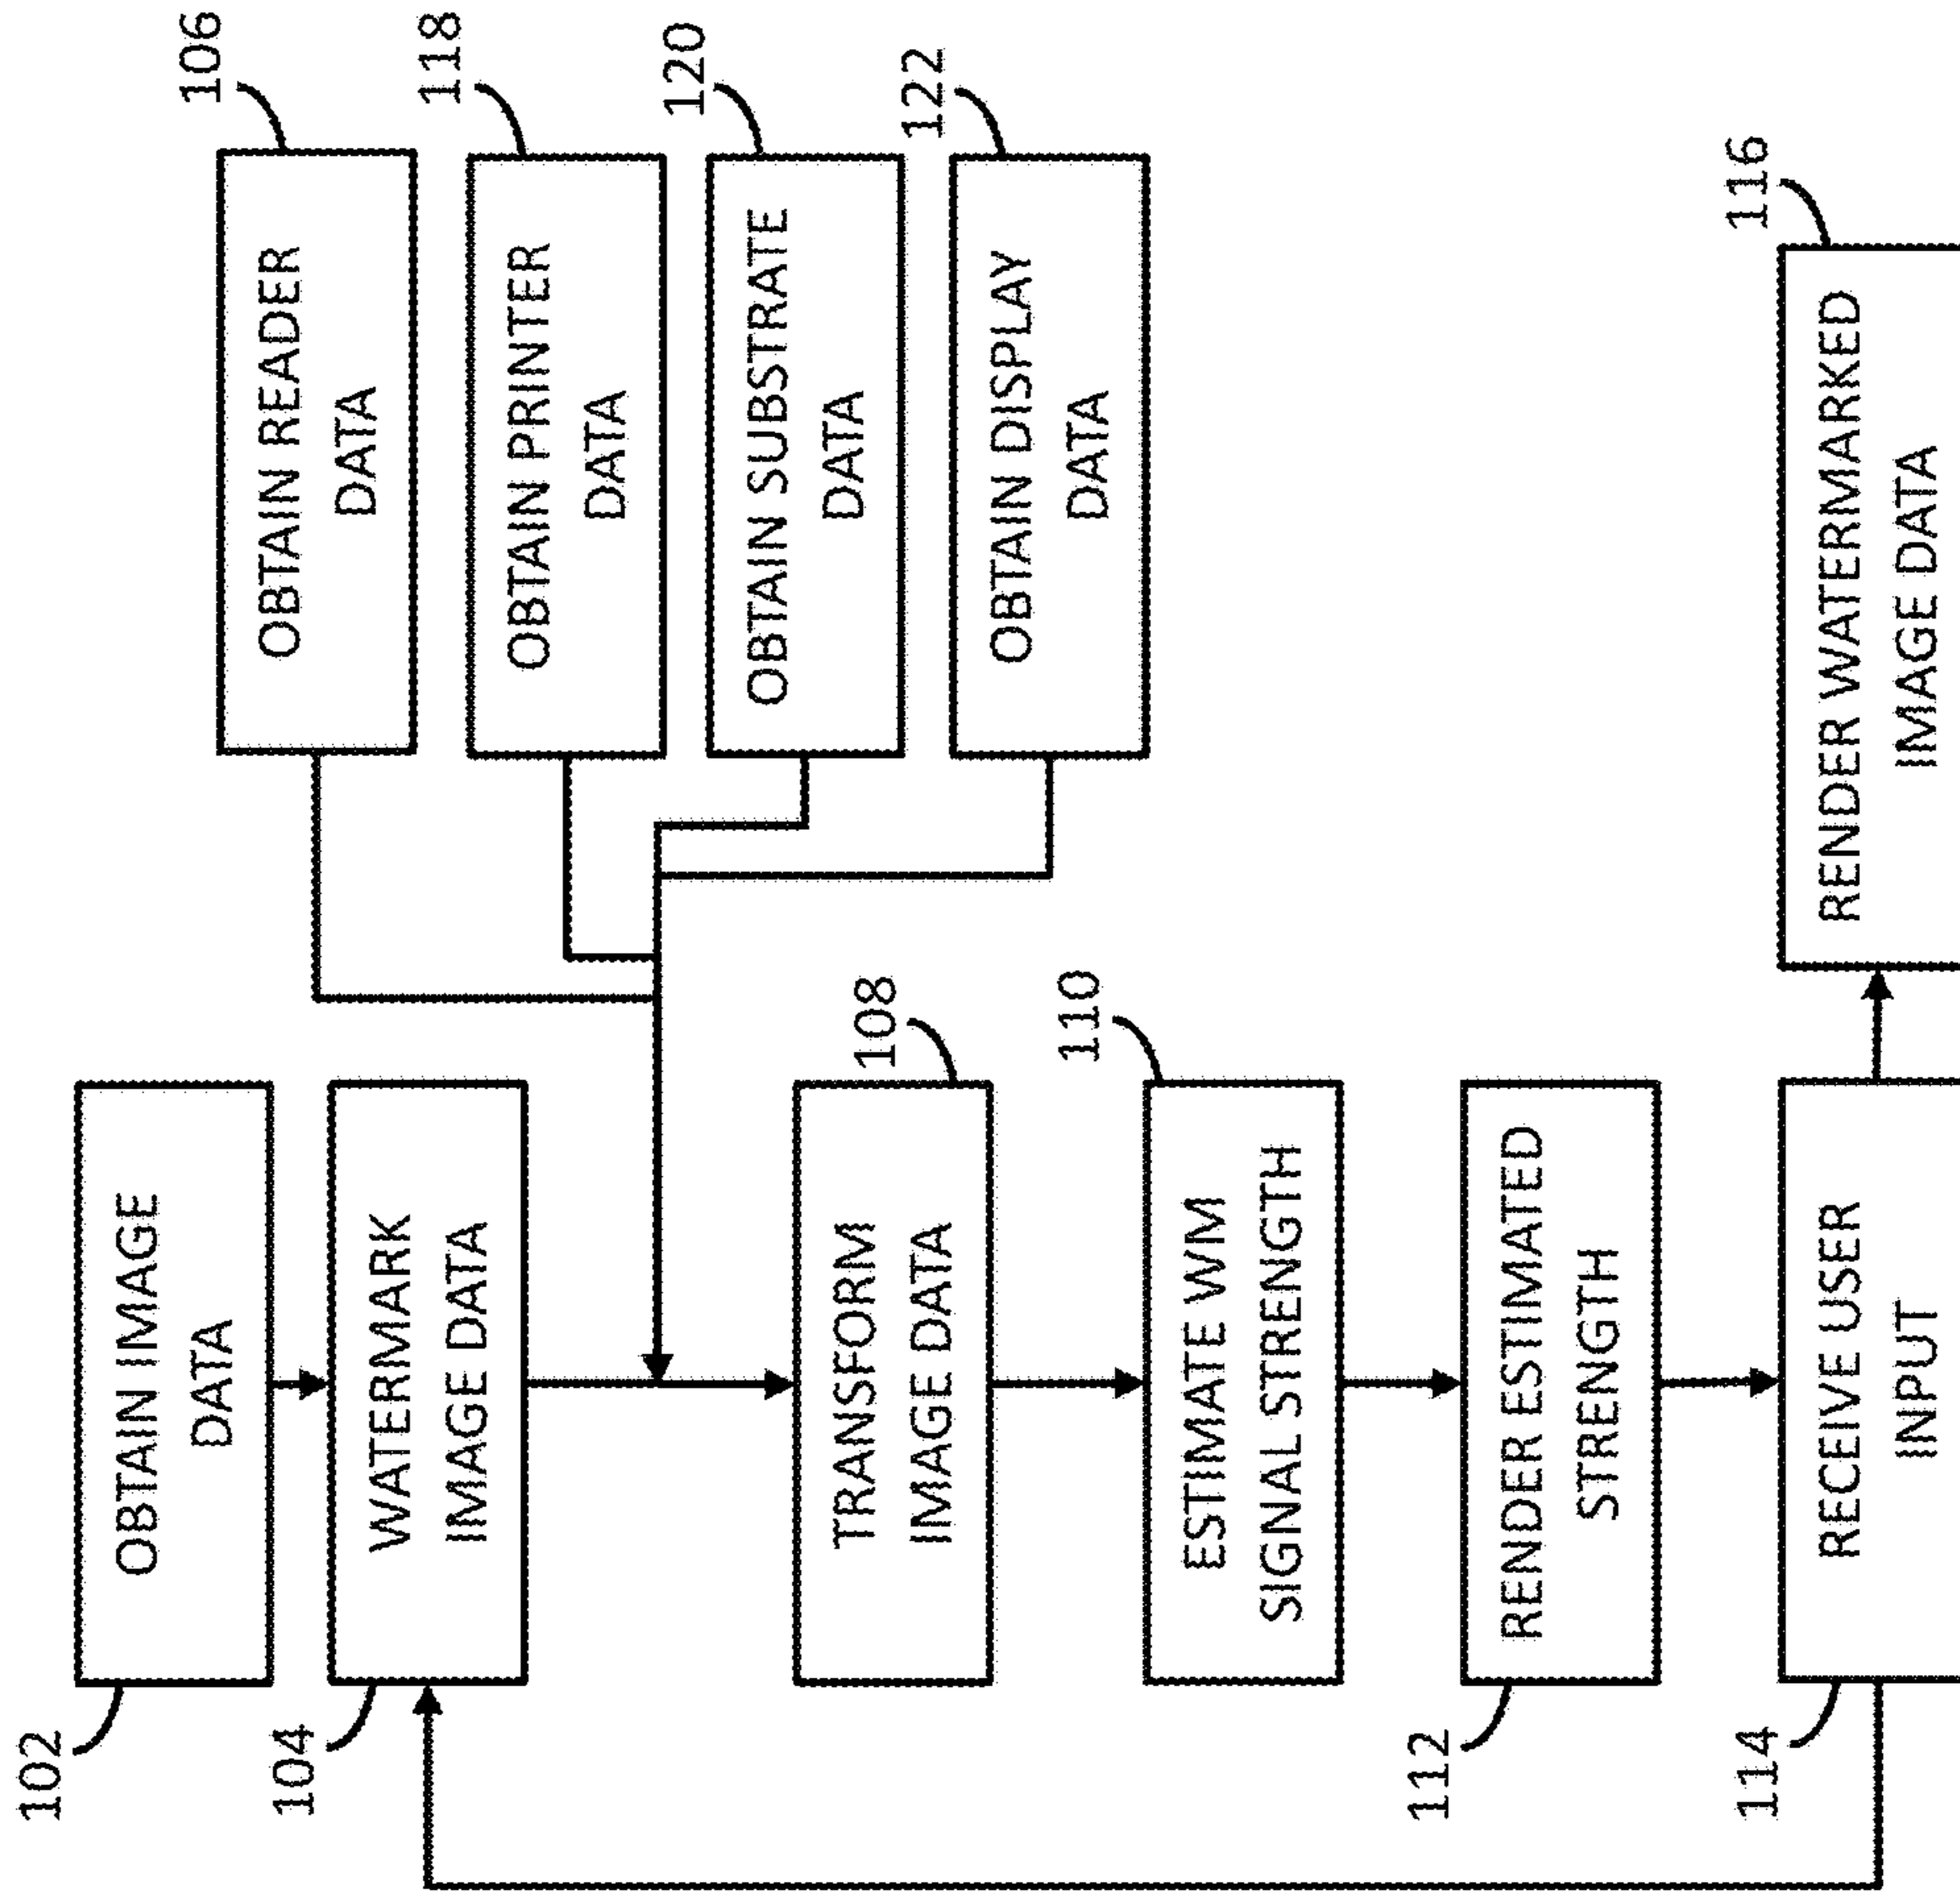 102
OBTAIN IMAGE
DATA
104
WATERMARK
IMAGE DATA
106
OBTAIN READER
DATA
118
OBTAIN PRINTER
DATA
120
OBTAIN SUBSTRATE
DATA
122
OBTAIN DISPLAY
DATA
108
TRANSFORM
IMAGE DATA
110
ESTIMATE WM
SIGNAL STRENGTH
112
RENDER ESTIMATED
STRENGTH
114
RECEIVE USER
INPUT
116
RENDER WATERMARKED
IMAGE DATA